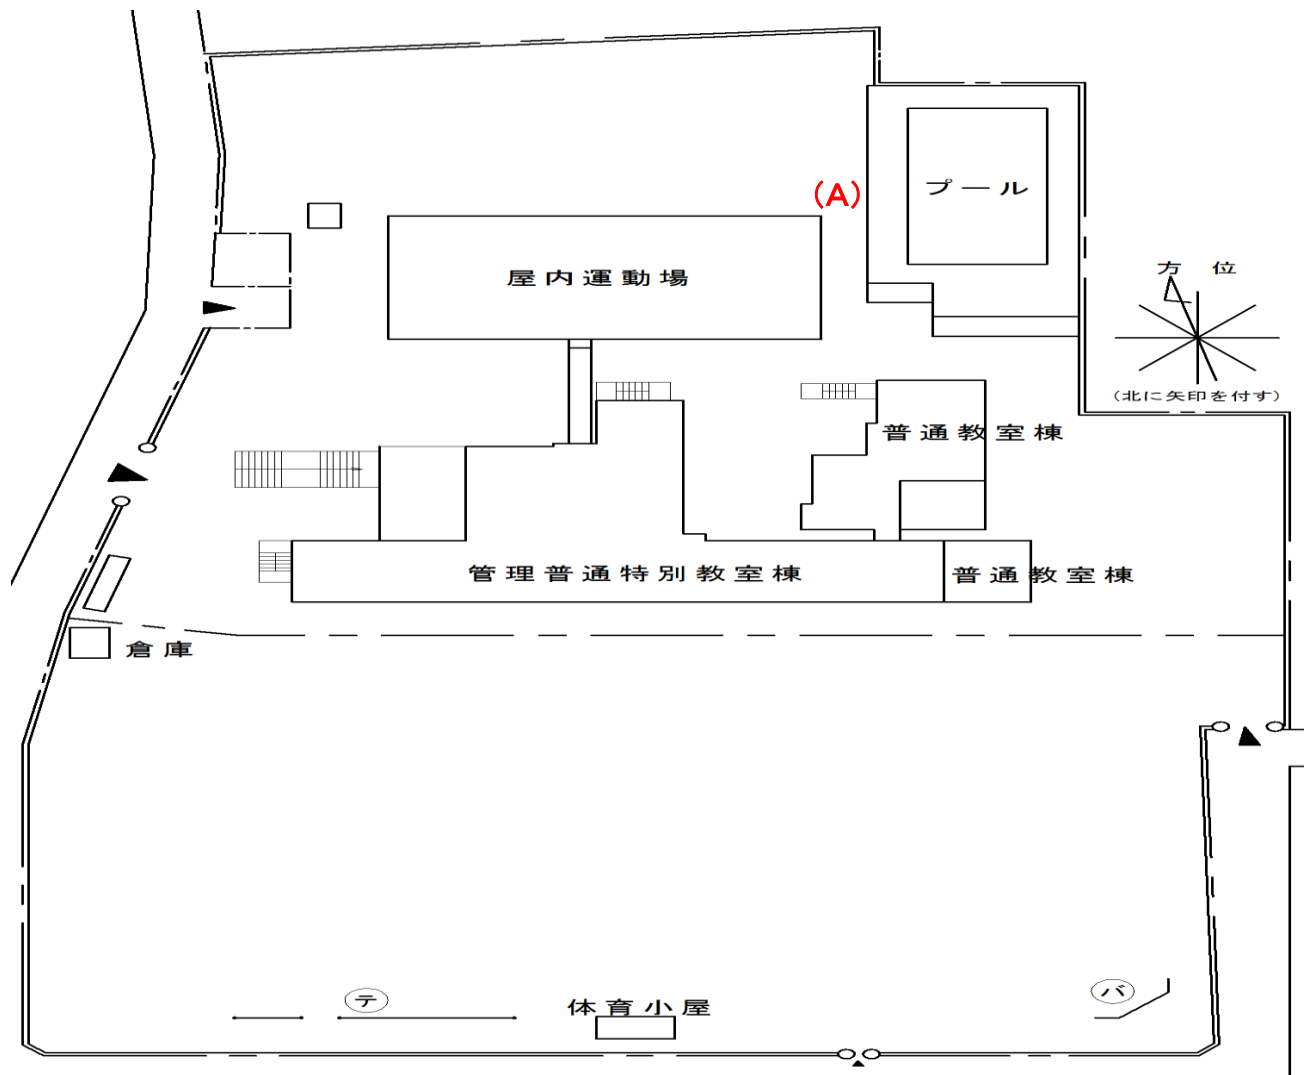 プール
(A)
屋内運動場
方位
(北に矢印を付す)
普通教室棟
管理普通特別教室棟
普通教室棟
倉庫
テ
体育小屋
バ